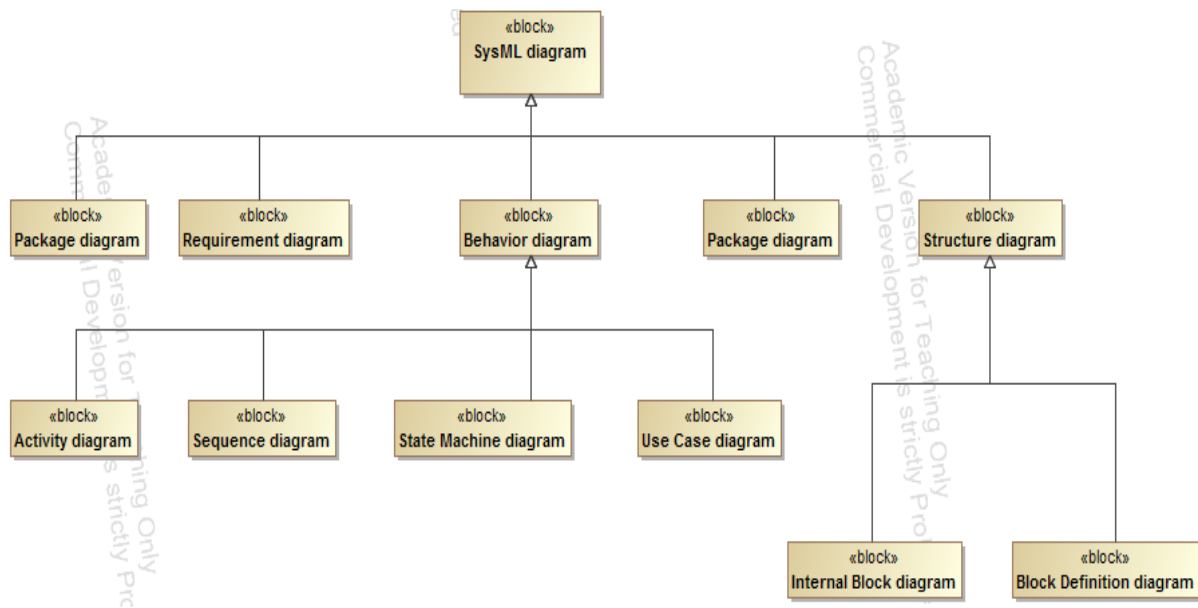 «block»
SysML diagram
«block»
Package diagram
«block»
Requirement diagram
«block»
Behavior diagram
«block»
Package diagram
«block»
Structure diagram
«block»
Activity diagram
«block»
Sequence diagram
«block»
State Machine diagram
«block»
Use Case diagram
«block»
Internal Block diagram
«block»
Block Definition diagram
Academic Version for Teaching Only
Commercial Development is strictly